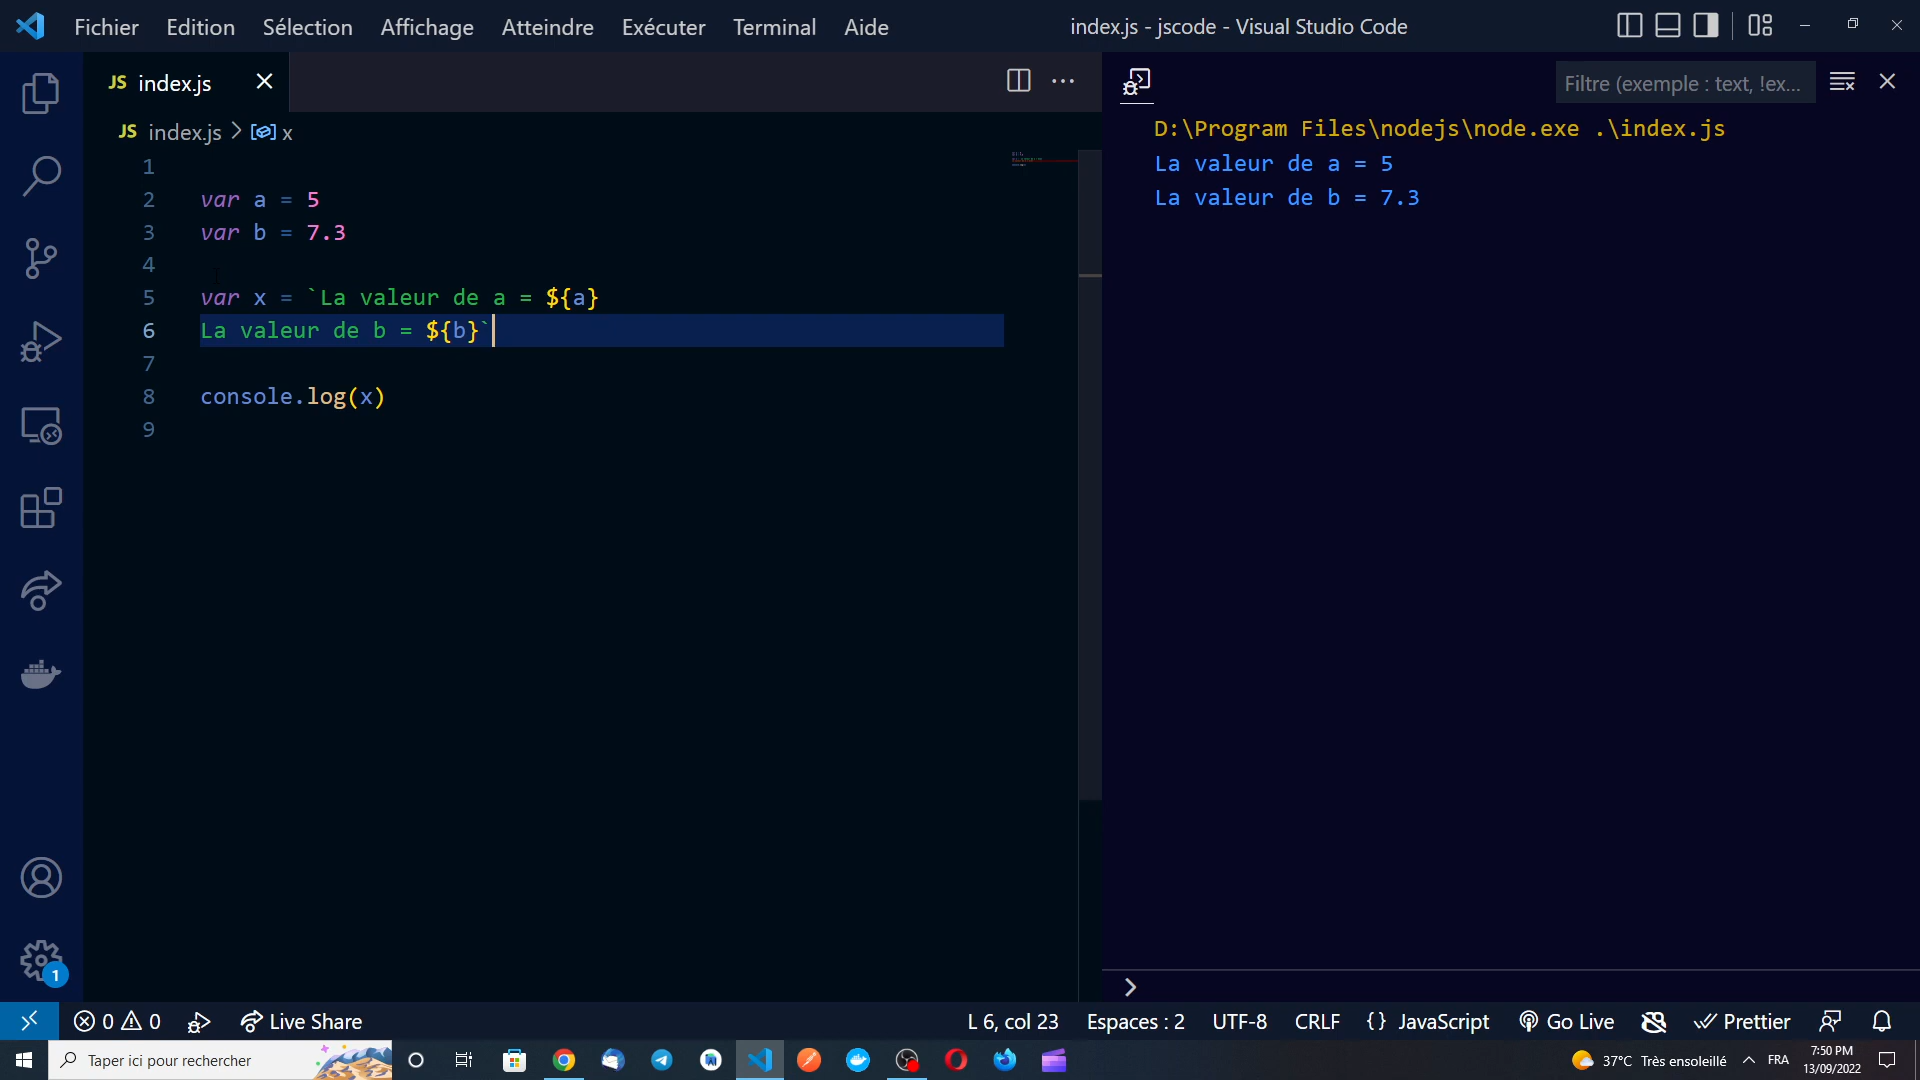 Fichier Edition Sélection Affichage Atteindre Exécuter Terminal Aide index.js - jscode - Visual Studio Code
JS index.js
Filtre (exemple : text, !ex...
JS index.js > x
1
2 var a = 5
3 var b = 7.3
4
5 var x = `La valeur de a = ${a}
6 La valeur de b = ${b}`
7
8 console.log(x)
9
D:\Program Files\nodejs\node.exe .\index.js
La valeur de a = 5
La valeur de b = 7.3
1
0 0 Live Share L 6, col 23 Espaces : 2 UTF-8 CRLF {} JavaScript Go Live Prettier
Taper ici pour rechercher 37°C Très ensoleillé FRA 7:50 PM
13/09/2022